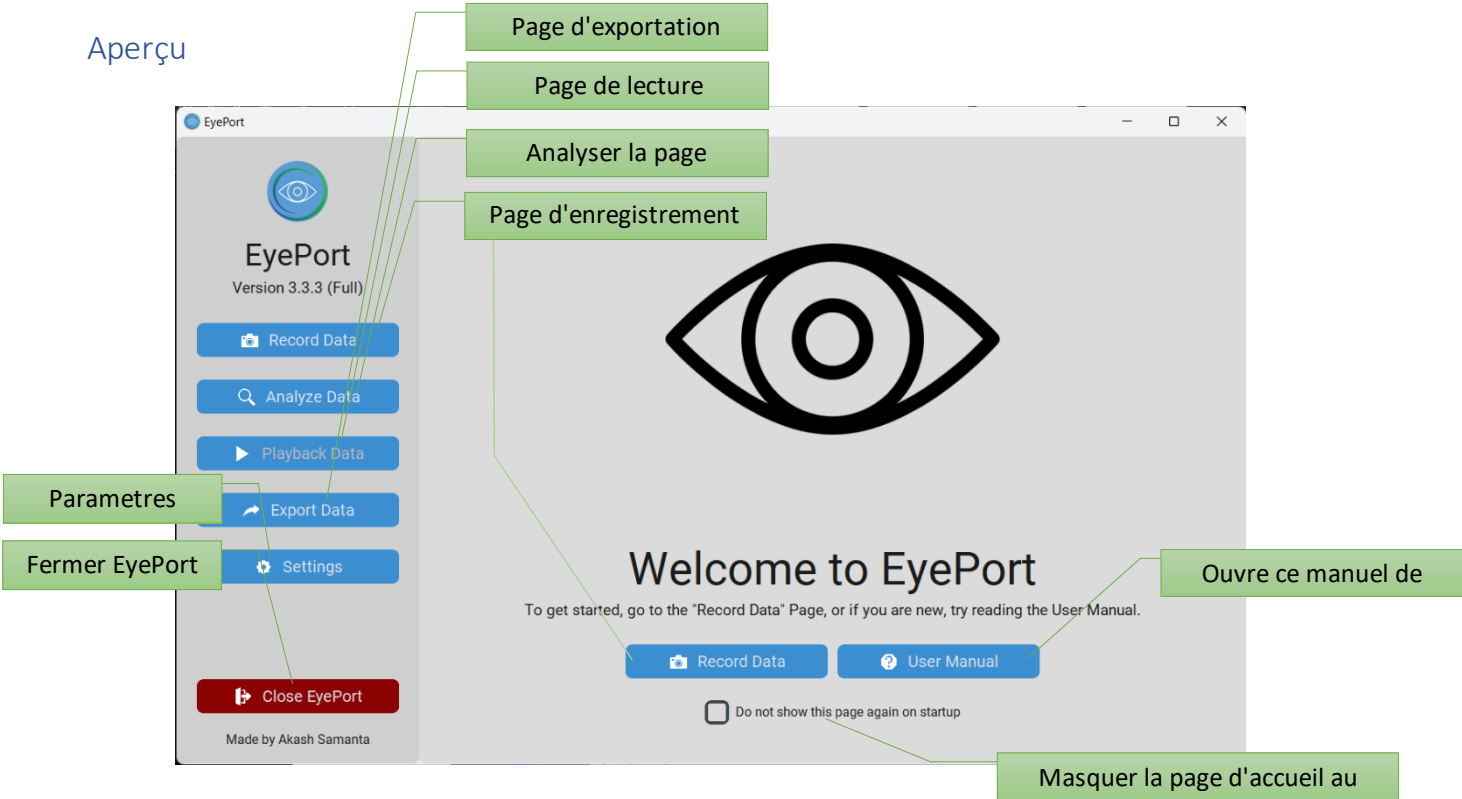 Aperçu
Page d'exportation
Page de lecture
Analyser la page
Page d'enregistrement
EyePort
EyePort
Version 3.3.3 (Full)
Record Data
Analyze Data
Playback Data
Parametres
Export Data
Fermer EyePort
Settings
Close EyePort
Made by Akash Samanta
Welcome to EyePort
To get started, go to the "Record Data" Page, or if you are new, try reading the User Manual.
Record Data
User Manual
Do not show this page again on startup
Ouvre ce manuel de
Masquer la page d'accueil au